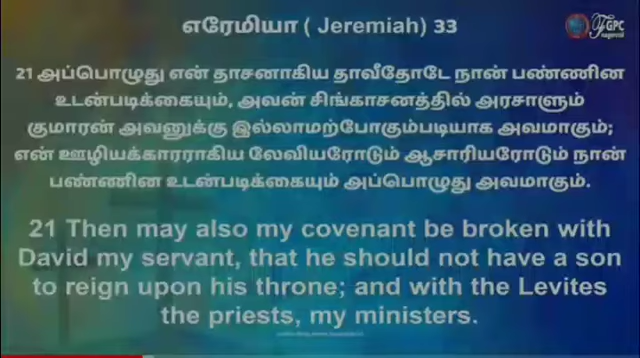 எரேமியா ( Jeremiah) 33
FGPC
nagercoil
21 அப்பொழுது என் தாசனாகிய தாவீதோடே நான் பண்ணின
உடன்படிக்கையும், அவன் சிங்காசனத்தில் அரசாளும்
குமாரன் அவனுக்கு இல்லாமற்போகும்படியாக அவமாகும்;
என் ஊழியக்காரராகிய லேவியரோடும் ஆசாரியரோடும் நான்
பண்ணின உடன்படிக்கையும் அப்பொழுது அவமாகும்.
21 Then may also my covenant be broken with
David my servant, that he should not have a son
to reign upon his throne; and with the Levites
the priests, my ministers.